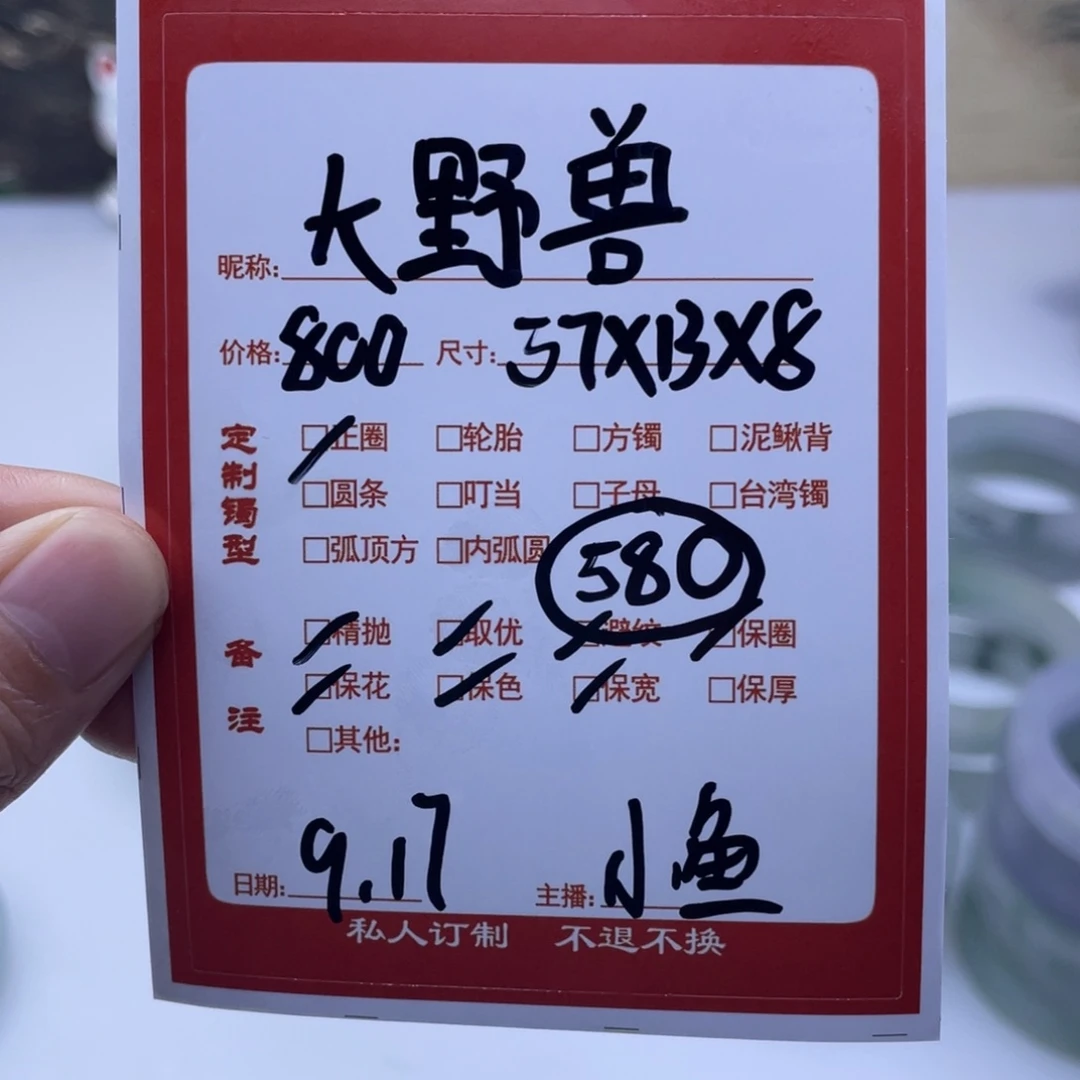 昵称:大野兽
价格:800 尺寸:57X13X8
定制镯型
□正圈 □轮胎 □方镯 □泥鳅背
□圆条 □叮当 □子母 □台湾镯
□弧顶方 □内弧圆 580
备注
□精抛 □取优 □避纹 □保圈
□保花 □保色 □保宽 □保厚
□其他:
日期:9.17 主播:小鱼
私人订制 不退不换